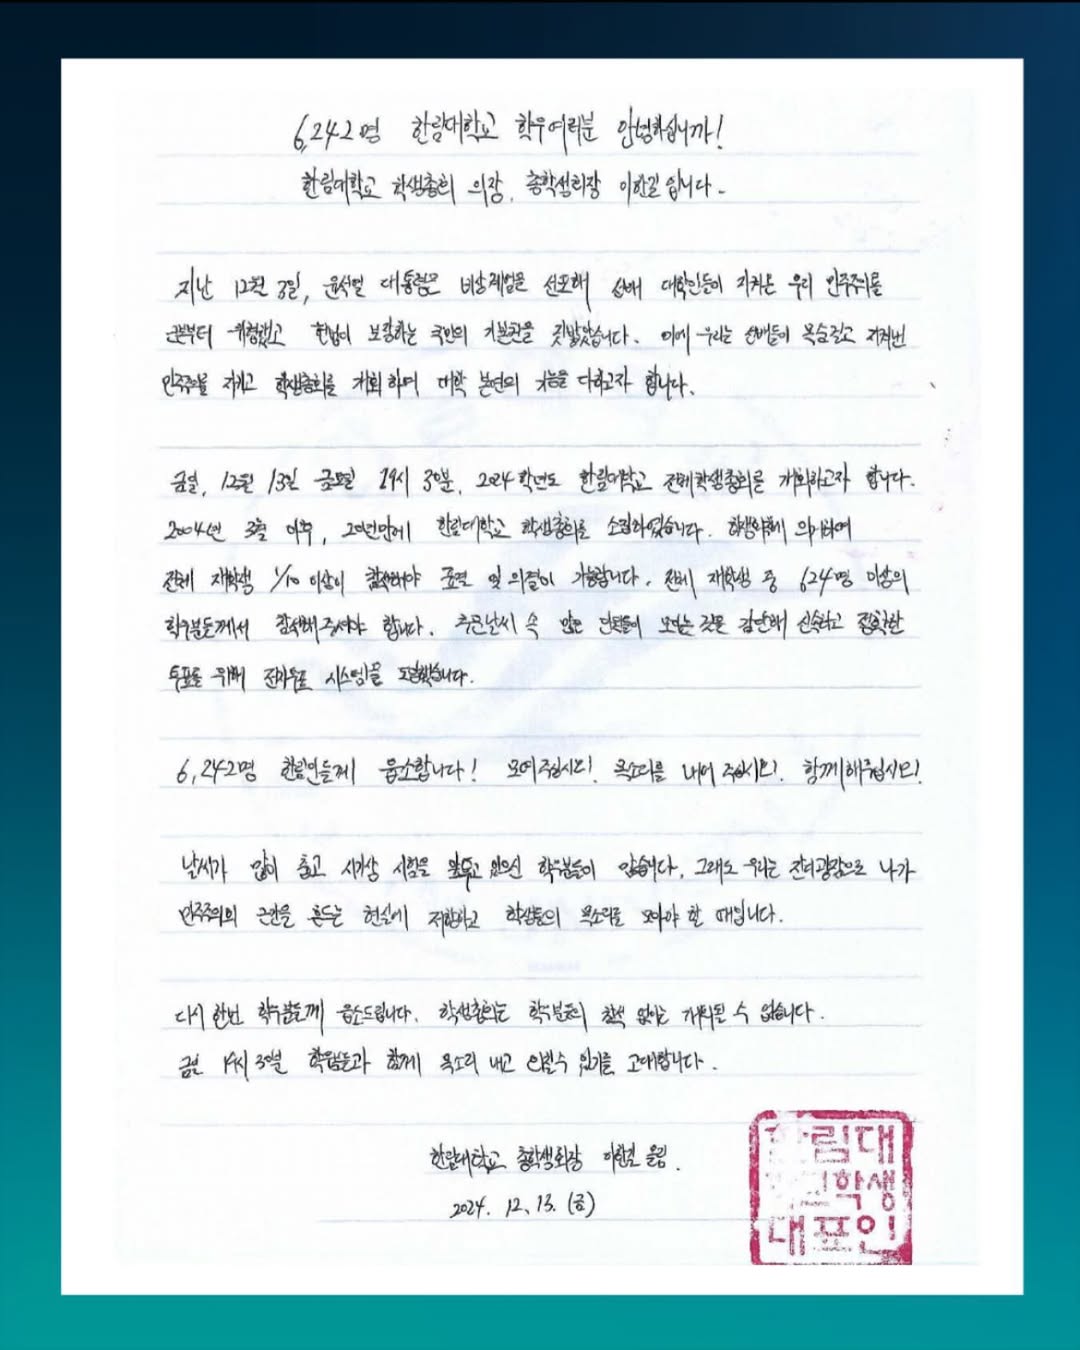 6,242명 한림대학교 학우여러분 안녕하십니까!
한림대학교 학생총회 의장, 총학생회장 이한길입니다.
지난 12월 3일, 윤석열 대통령은 비상계엄을 선포해 선배 대학인들이 지켜온 우리 민주주의를
근본부터 위협했고 헌법이 보장하는 국민의 기본권을 짓밟았습니다. 이에 우리는 선배들이 목숨걸고 지켜낸
민주주의를 지키고 학생총회를 개회하여 대학 본연의 기능을 다하고자 합니다.
금일, 12월 13일 금요일 19시 30분, 2024학년도 한림대학교 전체학생총회를 개회하고자 합니다.
2004년 3월 이후, 20년만에 한림대학교 학생총회를 소집하였습니다. 학생회칙에 의거하여
전체 재학생 1/10 이상이 참석해야 표결 및 의결이 가능합니다. 전체 재학생 중 624명 이상의
학우분들께서 참석해주셔야 합니다. 추운날씨 속 많은 인원들이 모이는 것을 감안해 신속하고 정확한
투표를 위해 전자투표 시스템을 도입했습니다.
6,242명 한림인들께 읍소합니다! 모여주십시오! 목소리를 내어 주십시오! 함께해주십시오!
날씨가 많이 춥고 시기상 시험을 앞두고 있으신 학우분들이 많습니다. 그래도 우리는 잔디광장으로 나가
민주주의의 근간을 흔드는 현실에 저항하고 학생들의 목소리를 모아야 할 때입니다.
다시 한번 학우분들께 읍소드립니다. 학생총회는 학우분들의 참석 없이는 개회될 수 없습니다.
금일 19시 30분 학우들과 함께 목소리 내고 있기를 고대합니다.
한림대학교 총학생회장 이한길 올림.
2024. 12. 13. (금)
한림대
학교학생
대표인